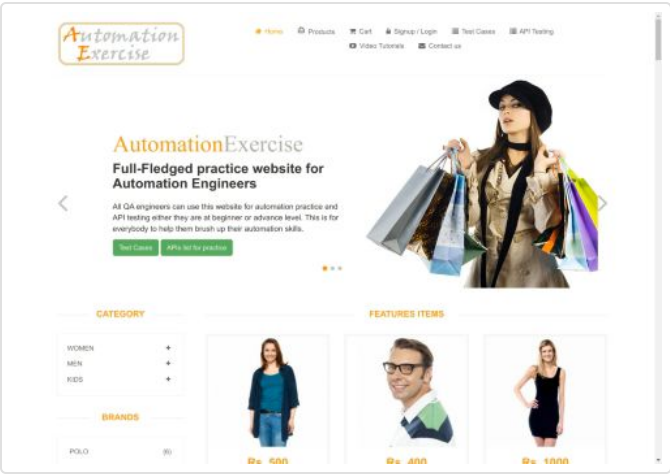 Automation
Exercise
Home Products Cart Signup / Login Test Cases API Testing
Video Tutorials Contact us
AutomationExercise
Full-Fledged practice website for
Automation Engineers
All QA engineers can use this website for automation practice and
API testing either they are at beginner or advance level. This is for
everybody to help them brush up their automation skills.
Test Cases APIs list for practice
CATEGORY
FEATURES ITEMS
WOMEN +
MEN +
KIDS +
BRANDS
POLO (6)
Rs. 500 Rs. 400 Rs. 1000